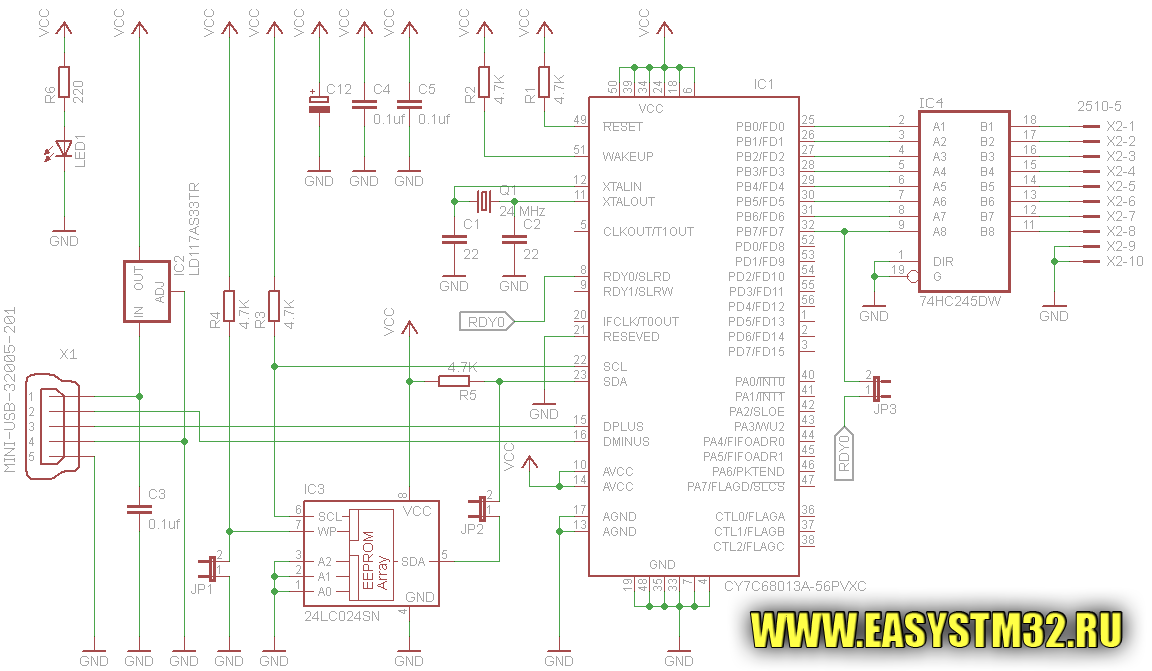 VCC VCC VCC VCC VCC VCC VCC VCC VCC VCC
R6 220
LED1
GND
C12
C4 0.1uf
C5 0.1uf
GND GND GND
R2 4.7K
R1 4.7K
IC1
50 39 34 24 18 6
VCC
49 RESET
51 WAKEUP
12 XTALIN
11 XTALOUT
5 CLKOUT/T1OUT
8 RDY0/SLRD
9 RDY1/SLRW
20 IFCLK/T0OUT
21 RESEVED
22 SCL
23 SDA
15 DPLUS
16 DMINUS
10 AVCC
14 AVCC
17 AGND
13 AGND
PB0/FD0 25
PB1/FD1 26
PB2/FD2 27
PB3/FD3 28
PB4/FD4 29
PB5/FD5 30
PB6/FD6 31
PB7/FD7 32
PD0/FD8 52
PD1/FD9 53
PD2/FD10 54
PD3/FD11 55
PD4/FD12 56
PD5/FD13 1
PD6/FD14 2
PD7/FD15 3
PA0/INT0 40
PA1/INT1 41
PA2/SLOE 42
PA3/WU2 43
PA4/FIFOADR0 44
PA5/FIFOADR1 45
PA6/PKTEND 46
PA7/FLAGD/SLCS 47
CTL0/FLAGA 36
CTL1/FLAGB 37
CTL2/FLAGC 38
GND
19 48 35 33 7 4
CY7C68013A-56PVXC
Q1
24 MHz
C1 22
C2 22
GND GND
RDY0
GND
IC4
2 A1 B1 18
3 A2 B2 17
4 A3 B3 16
5 A4 B4 15
6 A5 B5 14
7 A6 B6 13
8 A7 B7 12
9 A8 B8 11
1 DIR
19 G
74HC245DW
GND
2510-5
X2-1
X2-2
X2-3
X2-4
X2-5
X2-6
X2-7
X2-8
X2-9
X2-10
GND
2
1
JP3
RDY0
IC2
LD117AS33TR
OUT
ADJ
IN
R4 4.7K
R3 4.7K
MINI-USB-32005-201
X1
1
2
3
4
5
VCC
4.7K
R5
VCC
C3
0.1uf
IC3
8
VCC
6 SCL
7 WP
3 A2
2 A1
1 A0
EEPROM
Array
SDA 5
GND
4
24LC024SN
2
1
JP1
2
1
JP2
GND GND GND GND GND GND GND GND
WWW.EASYSTM32.RU